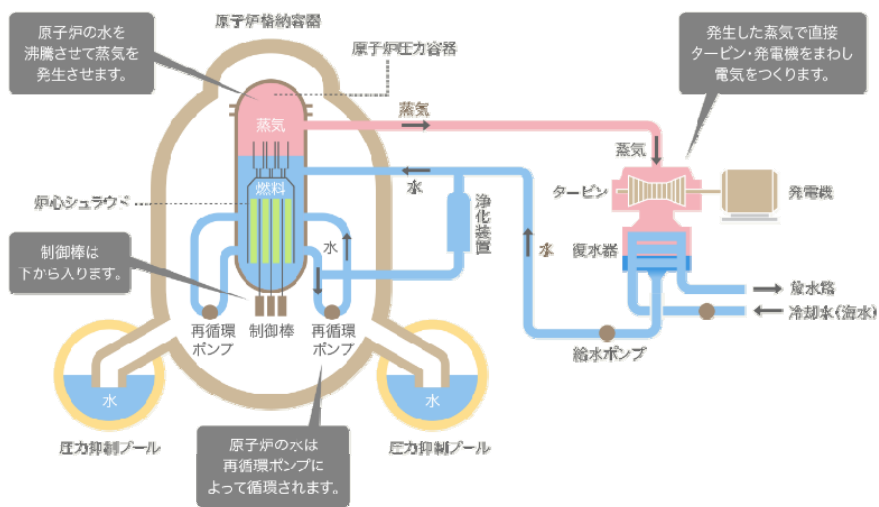 原子炉の水を
沸騰させて蒸気を
発生させます。
原子炉格納容器
原子炉圧力容器
発生した蒸気で直接
タービン・発電機をまわし
電気をつくります。
蒸気
蒸気
蒸気
水
燃料
タービン
発電機
炉心シュラウド
浄化装置
水
水
復水器
制御棒は
下から入ります。
放水路
冷却水(海水)
再循環
ポンプ
制御棒
再循環
ポンプ
給水ポンプ
水
水
圧力抑制プール
圧力抑制プール
原子炉の水は
再循環ポンプに
よって循環されます。